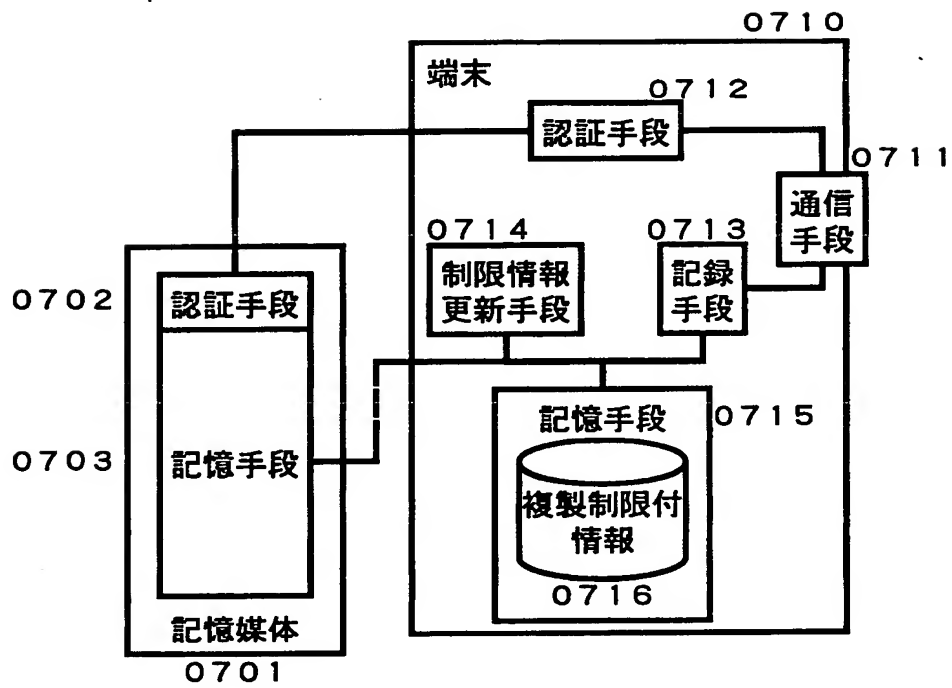 ０７１０
端末
０７１２
認証手段
０７１１
通信
手段
０７１４
０７１３
制限情報
更新手段
記録
手段
０７０２
認証手段
記憶手段
０７１５
０７０３
記憶手段
複製制限付
情報
０７１６
記憶媒体
０７０１